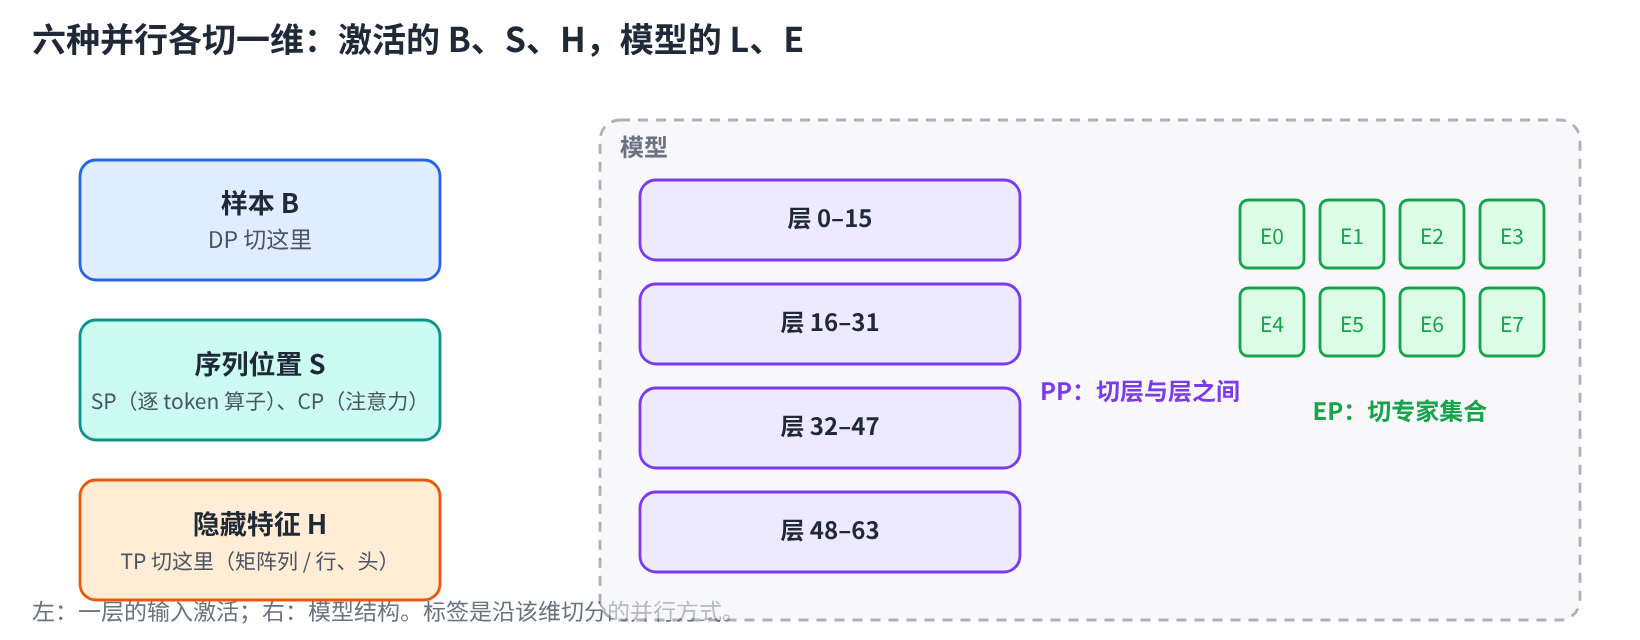 六种并行各切一维：激活的 B、S、H，模型的 L、E
样本 B
DP 切这里
序列位置 S
SP（逐 token 算子）、CP（注意力）
隐藏特征 H
TP 切这里（矩阵列 / 行、头）
模型
层 0–15
层 16–31
层 32–47
层 48–63
PP：切层与层之间
E0 E1 E2 E3
E4 E5 E6 E7
EP：切专家集合
左：一层的输入激活；右：模型结构。标签是沿该维切分的并行方式。